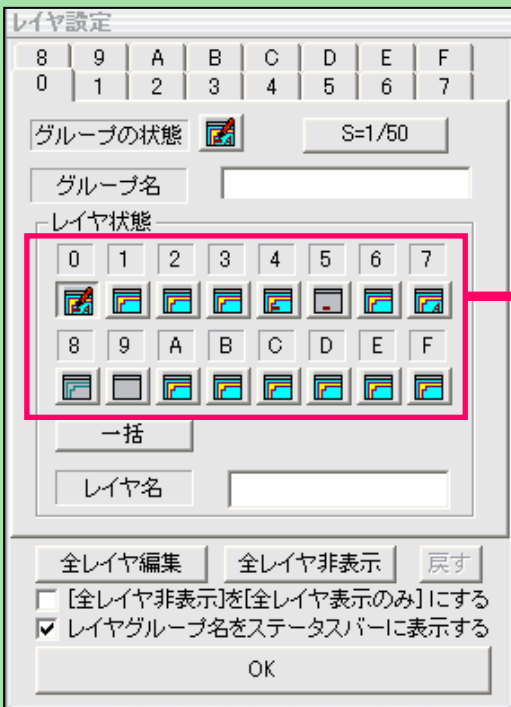 レイヤ設定
8 9 A B C D E F
0 1 2 3 4 5 6 7
グループの状態 S=1/50
グループ名
レイヤ状態
0 1 2 3 4 5 6 7
8 9 A B C D E F
一括
レイヤ名
全レイヤ編集 全レイヤ非表示 戻す
[全レイヤ非表示]を[全レイヤ表示のみ]にする
レイヤグループ名をステータスバーに表示する
OK